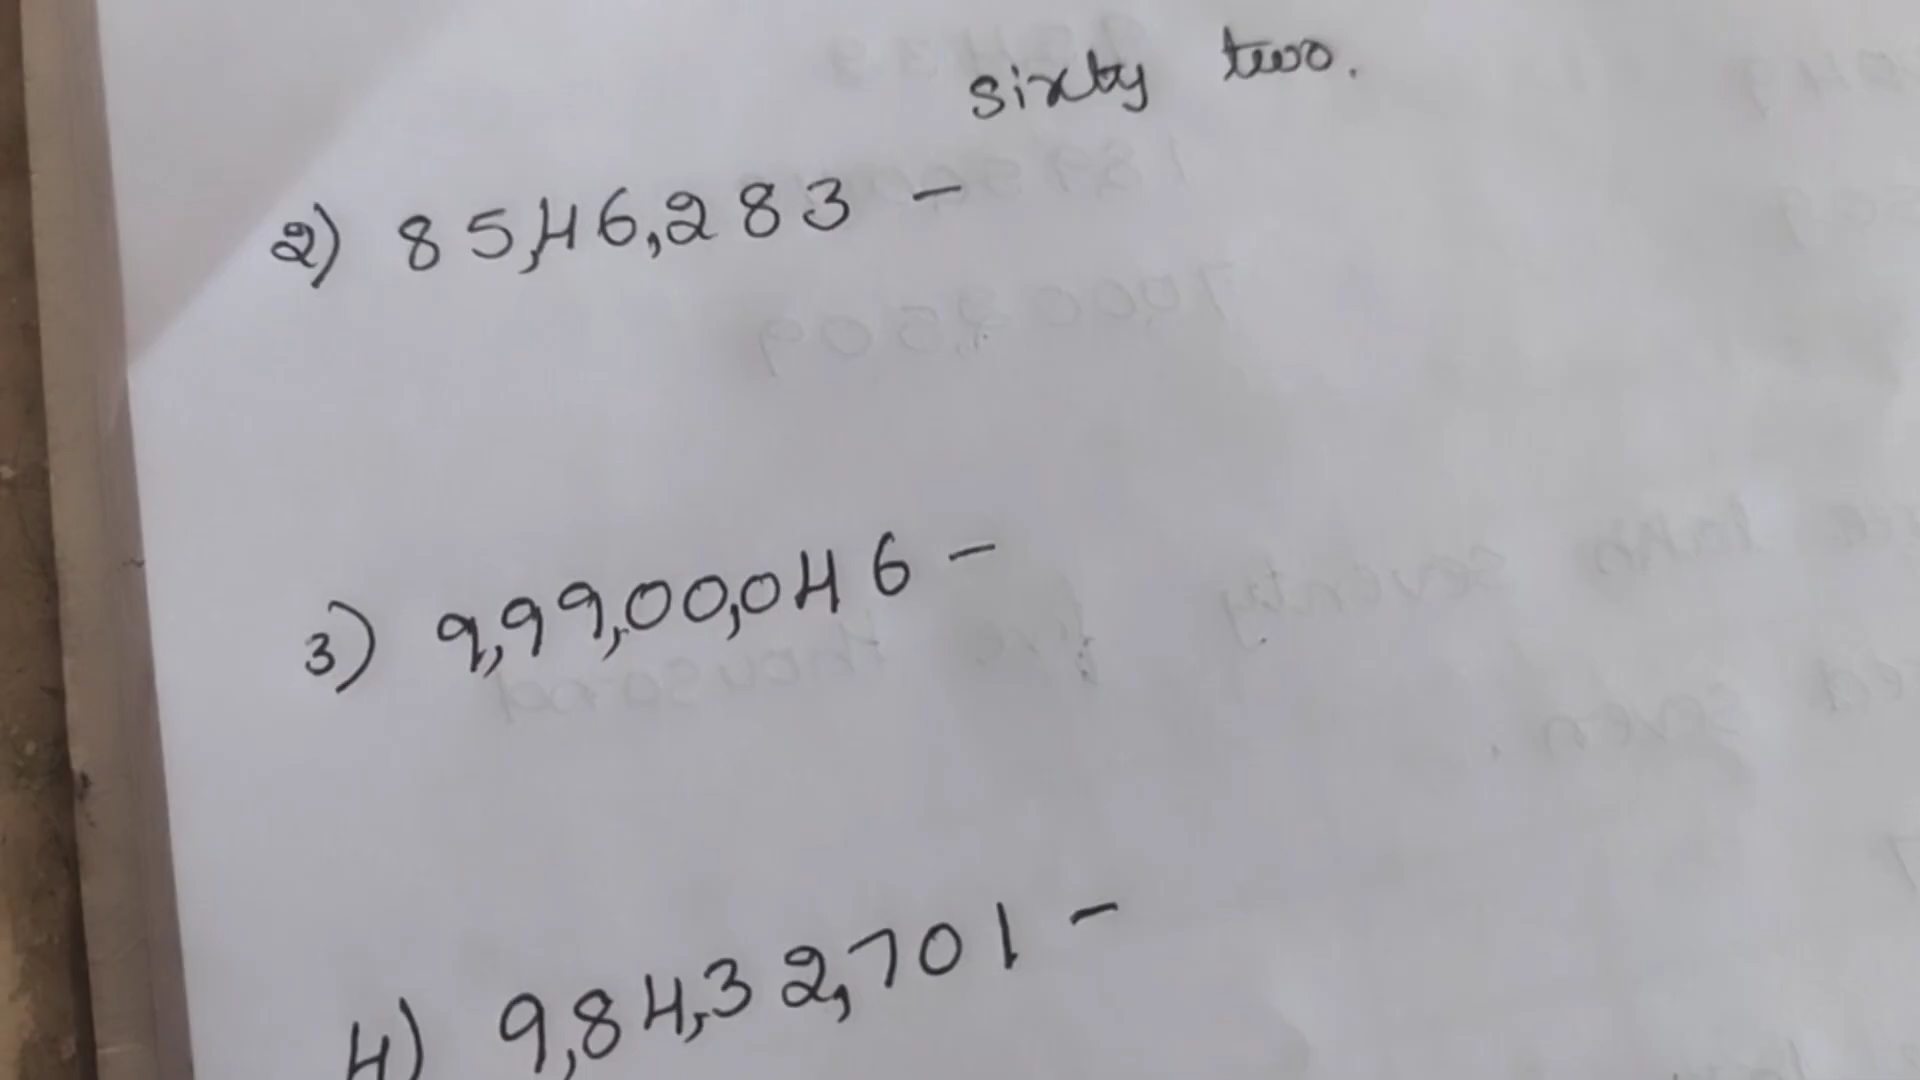 sixty two.
2) 85,46,283 -
3) 9,99,00,046 -
4) 9,84,32,701 -